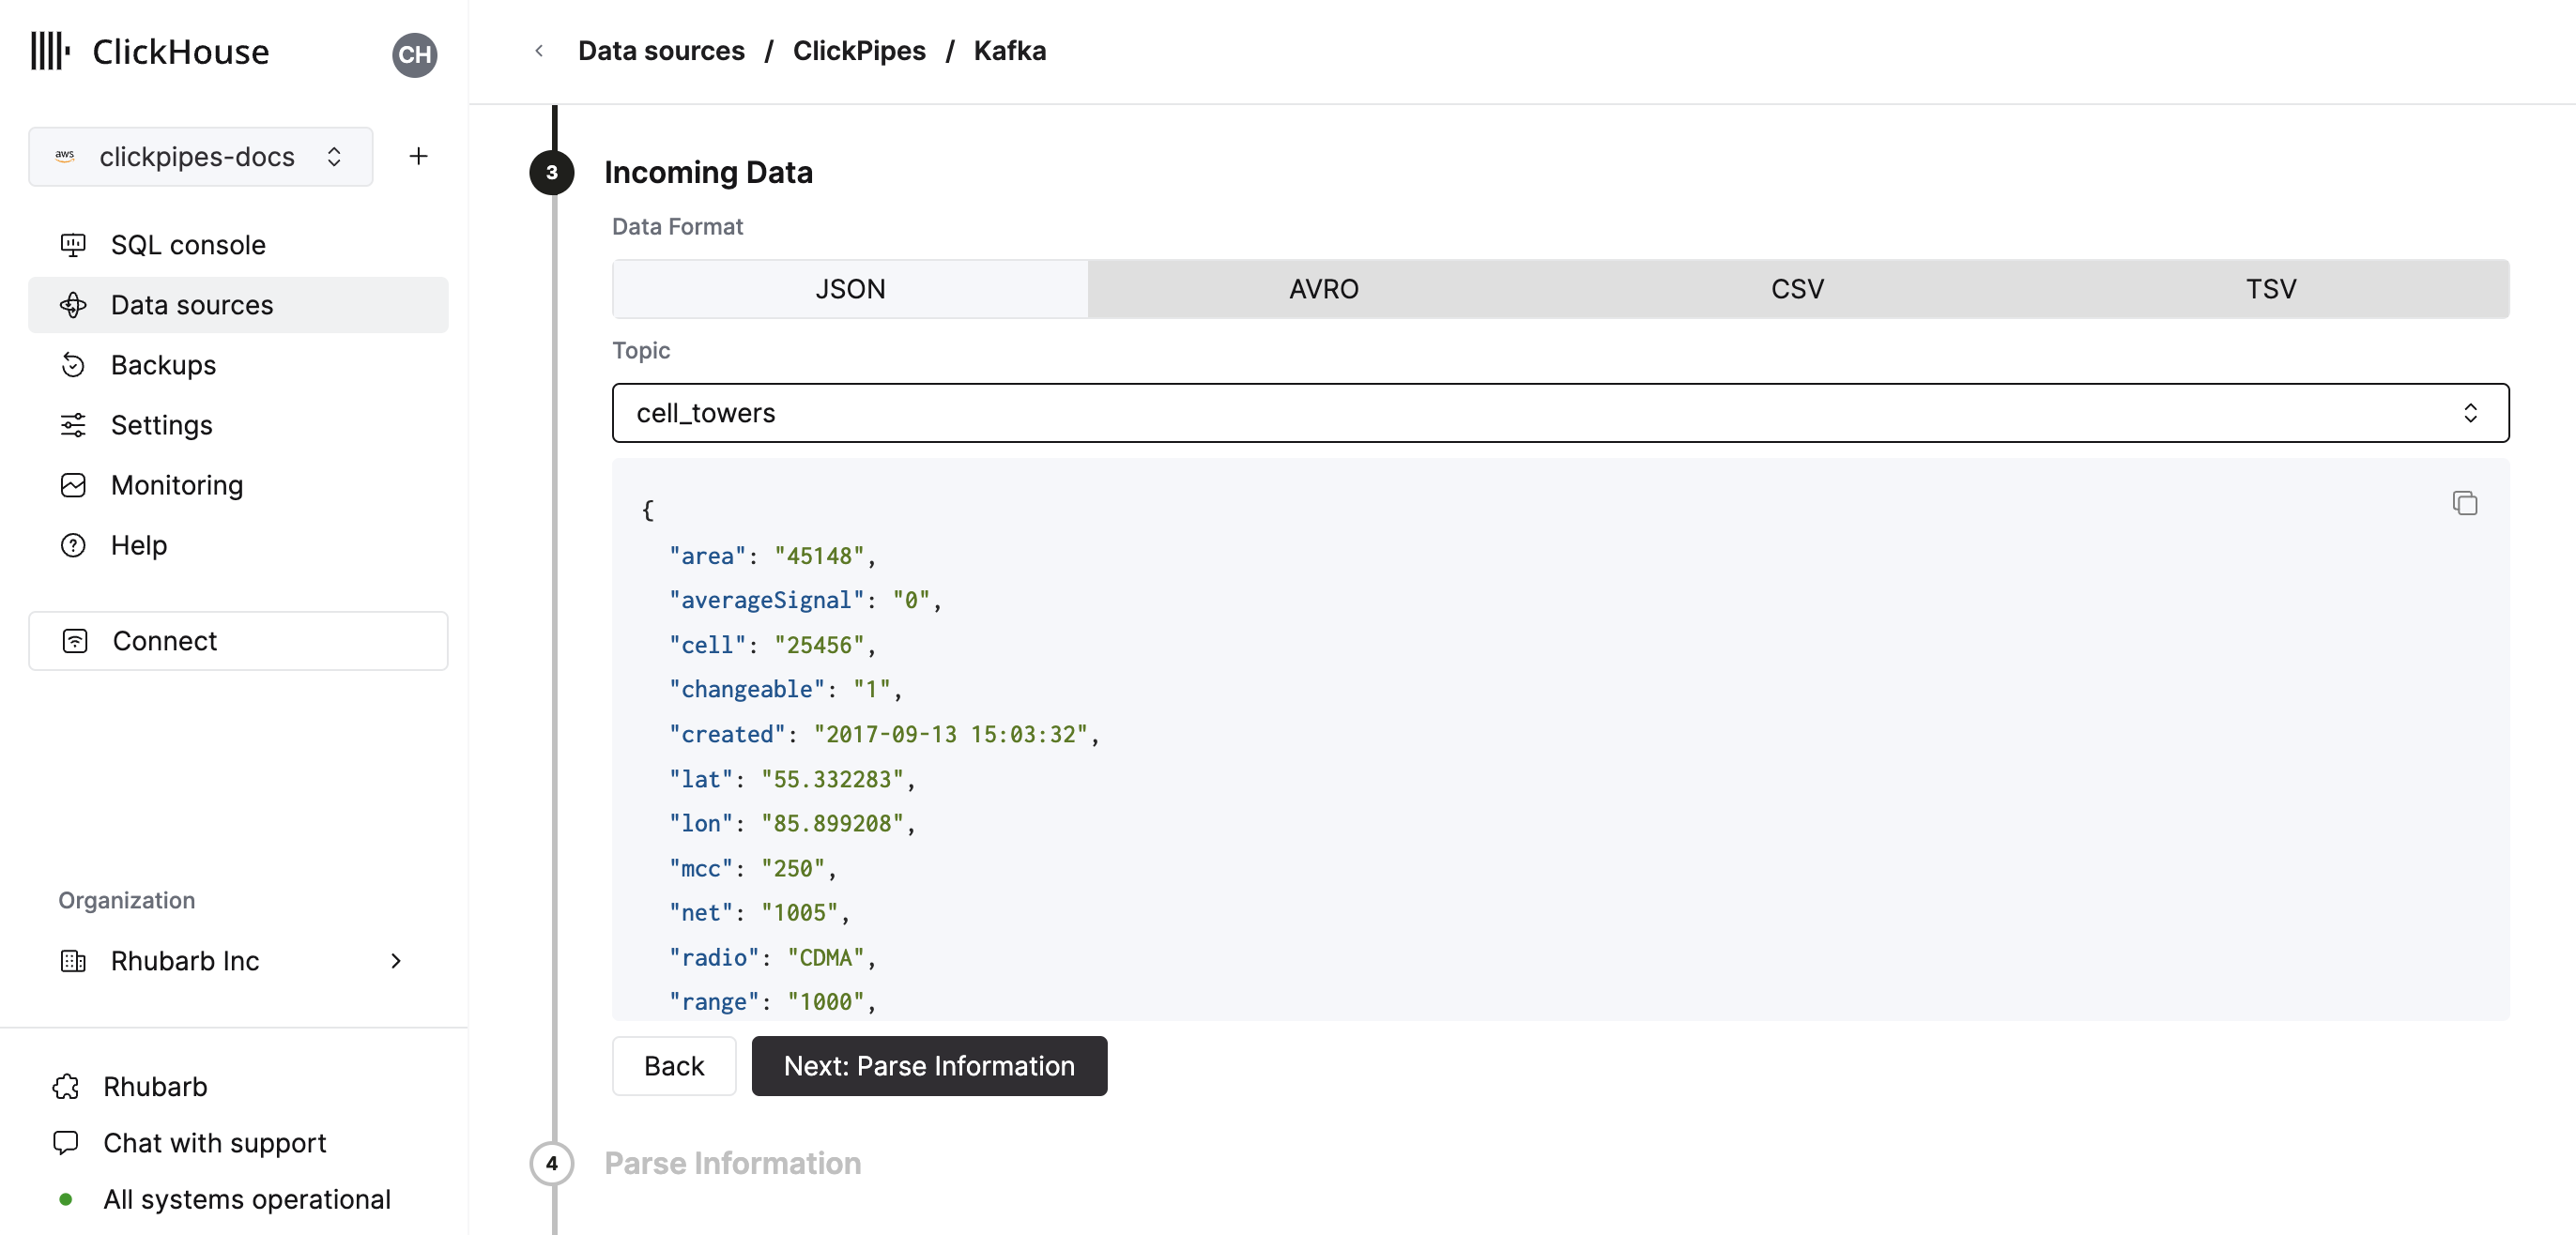 ClickHouse
CH
aws clickpipes-docs
SQL console
Data sources
Backups
Settings
Monitoring
Help
Connect
Organization
Rhubarb Inc
Rhubarb
Chat with support
All systems operational
Data sources / ClickPipes / Kafka
3 Incoming Data
Data Format
JSON AVRO CSV TSV
Topic
cell_towers
{
"area": "45148",
"averageSignal": "0",
"cell": "25456",
"changeable": "1",
"created": "2017-09-13 15:03:32",
"lat": "55.332283",
"lon": "85.899208",
"mcc": "250",
"net": "1005",
"radio": "CDMA",
"range": "1000",
Back Next: Parse Information
4 Parse Information